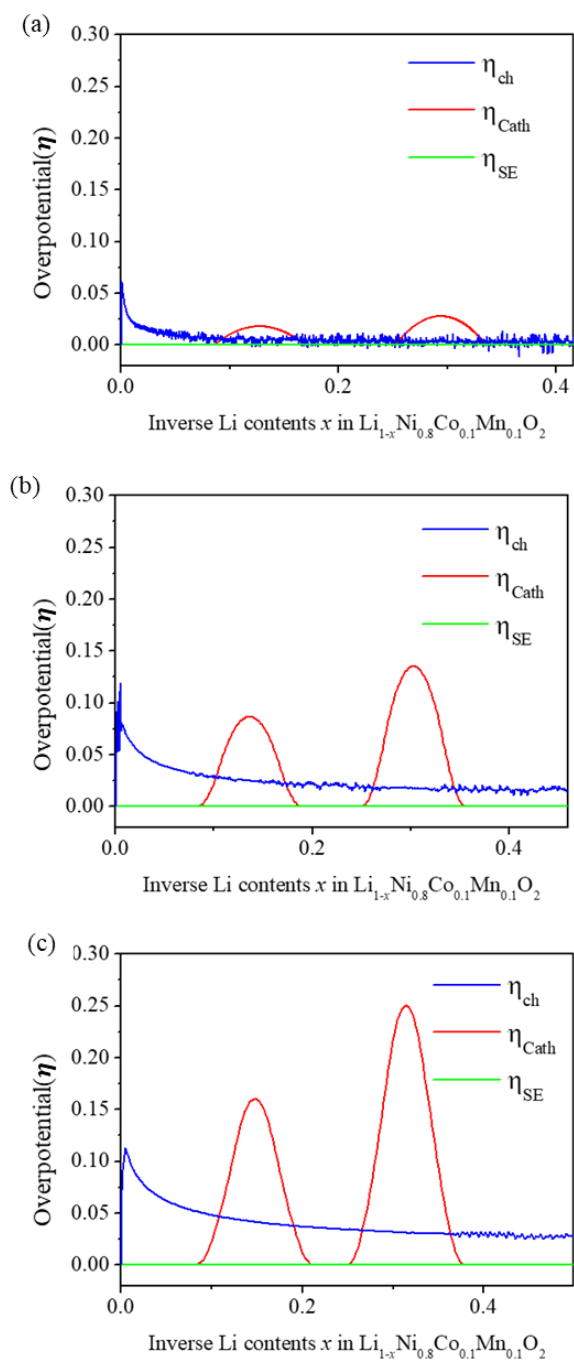 (a)
0.30
0.25
0.20
0.15
0.10
0.05
0.00
Overpotential(η)
ηch
ηCath
ηSE
0.0 0.2 0.4
Inverse Li contents x in Li1-xNi0.8Co0.1Mn0.1O2
(b)
0.30
0.25
0.20
0.15
0.10
0.05
0.00
Overpotential(η)
ηch
ηCath
ηSE
0.0 0.2 0.4
Inverse Li contents x in Li1-xNi0.8Co0.1Mn0.1O2
(c)
0.30
0.25
0.20
0.15
0.10
0.05
0.00
Overpotential(η)
ηch
ηCath
ηSE
0.0 0.2 0.4
Inverse Li contents x in Li1-xNi0.8Co0.1Mn0.1O2